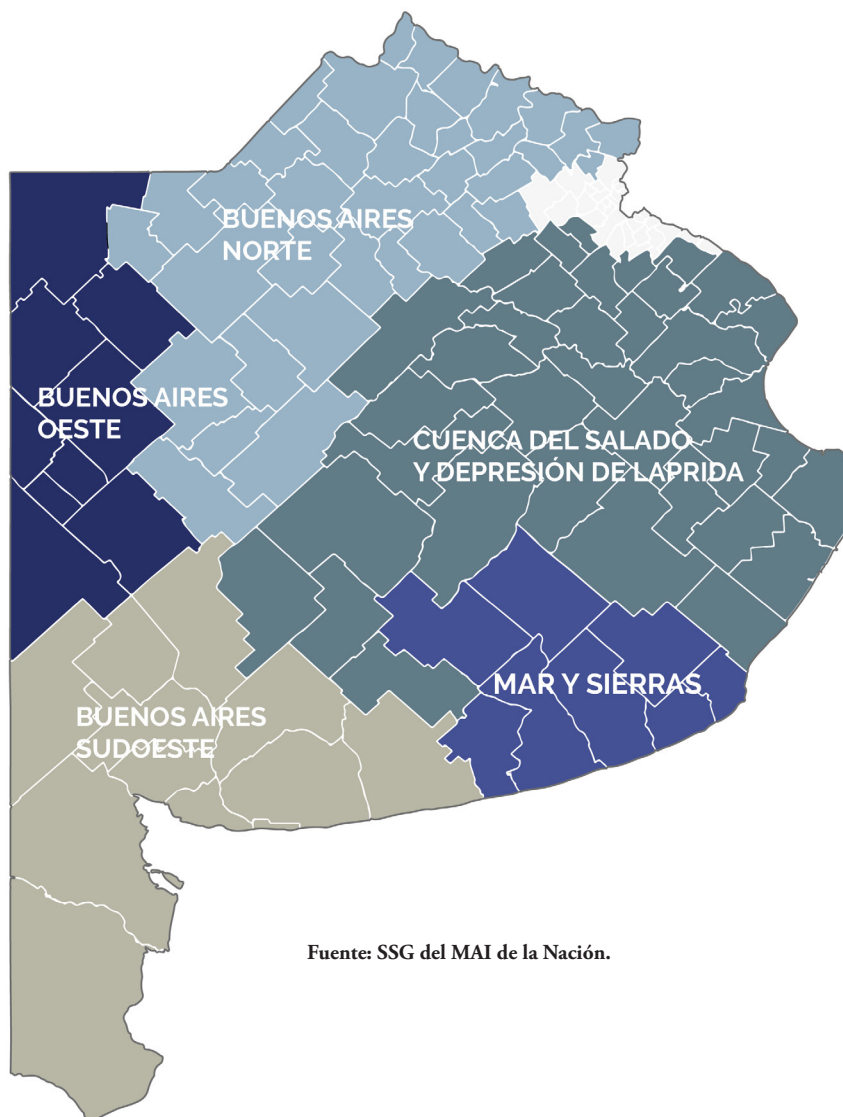 BUENOS AIRES
NORTE
BUENOS AIRES
OESTE
CUENCA DEL SALADO
Y DEPRESIÓN DE LAPRIDA
MAR Y SIERRAS
BUENOS AIRES
SUDOESTE
Fuente: SSG del MAI de la Nación.